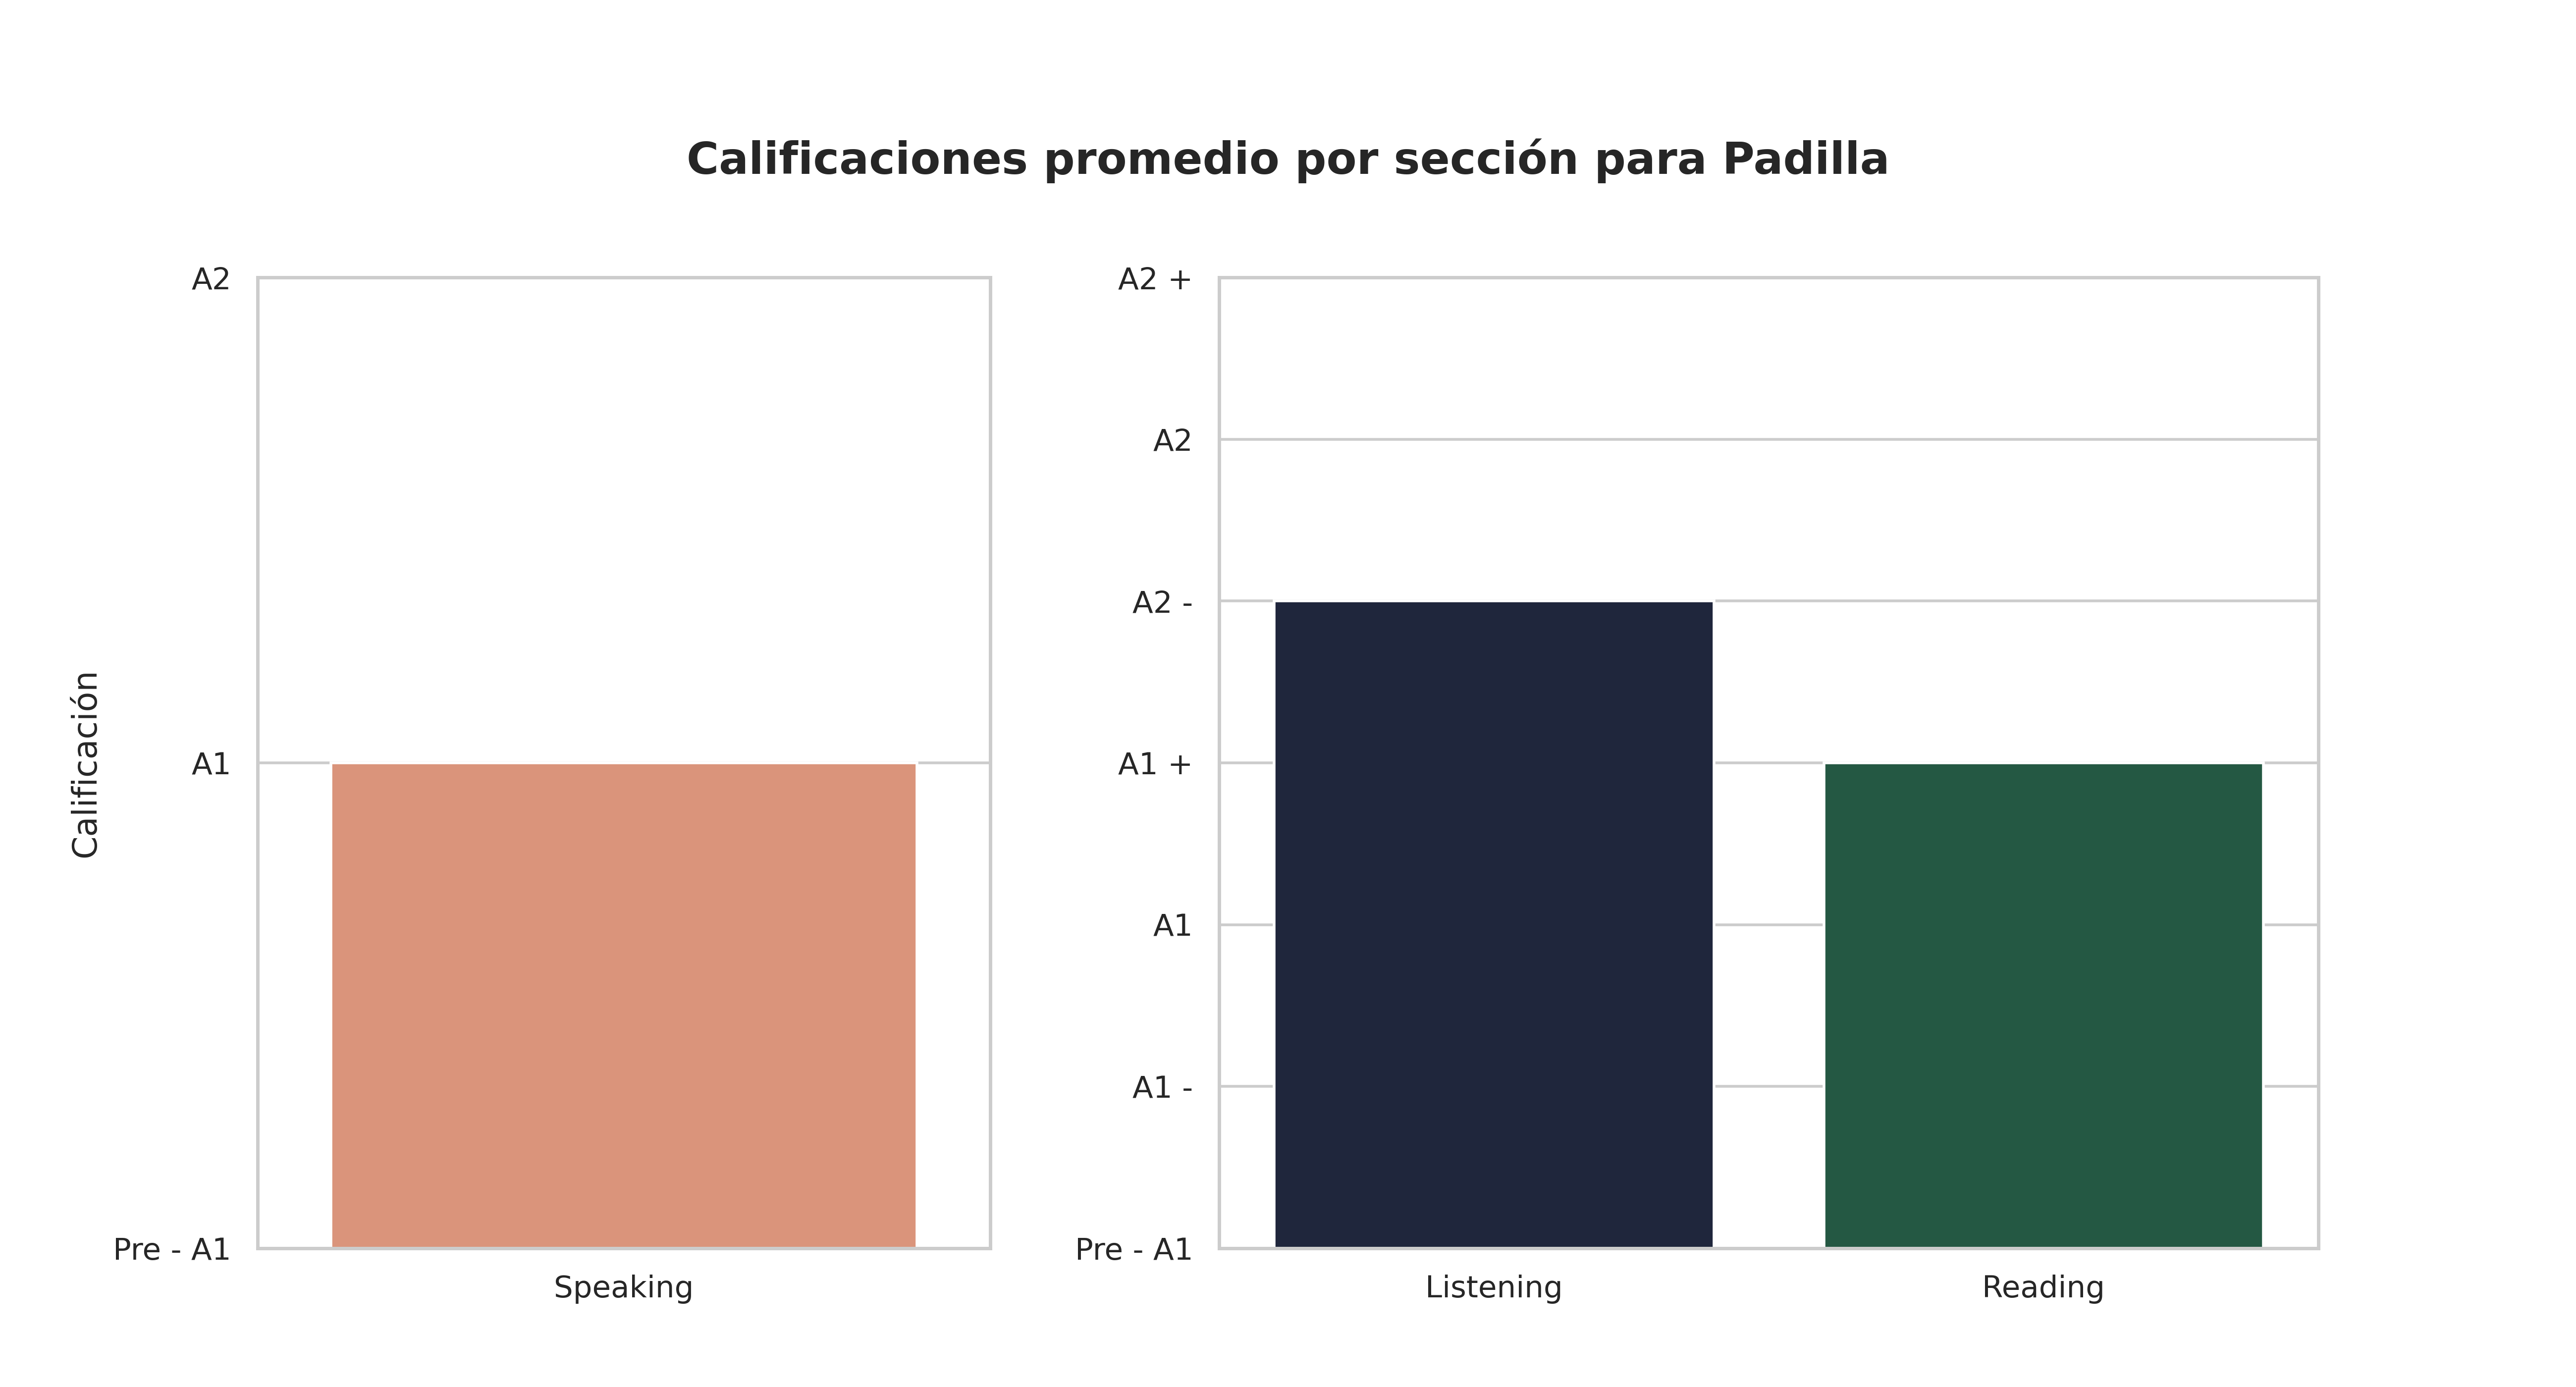 Calificaciones promedio por sección para Padilla
Calificación
A2
A1
Pre - A1
Speaking
A2 +
A2
A2 -
A1 +
A1
A1 -
Pre - A1
Listening
Reading